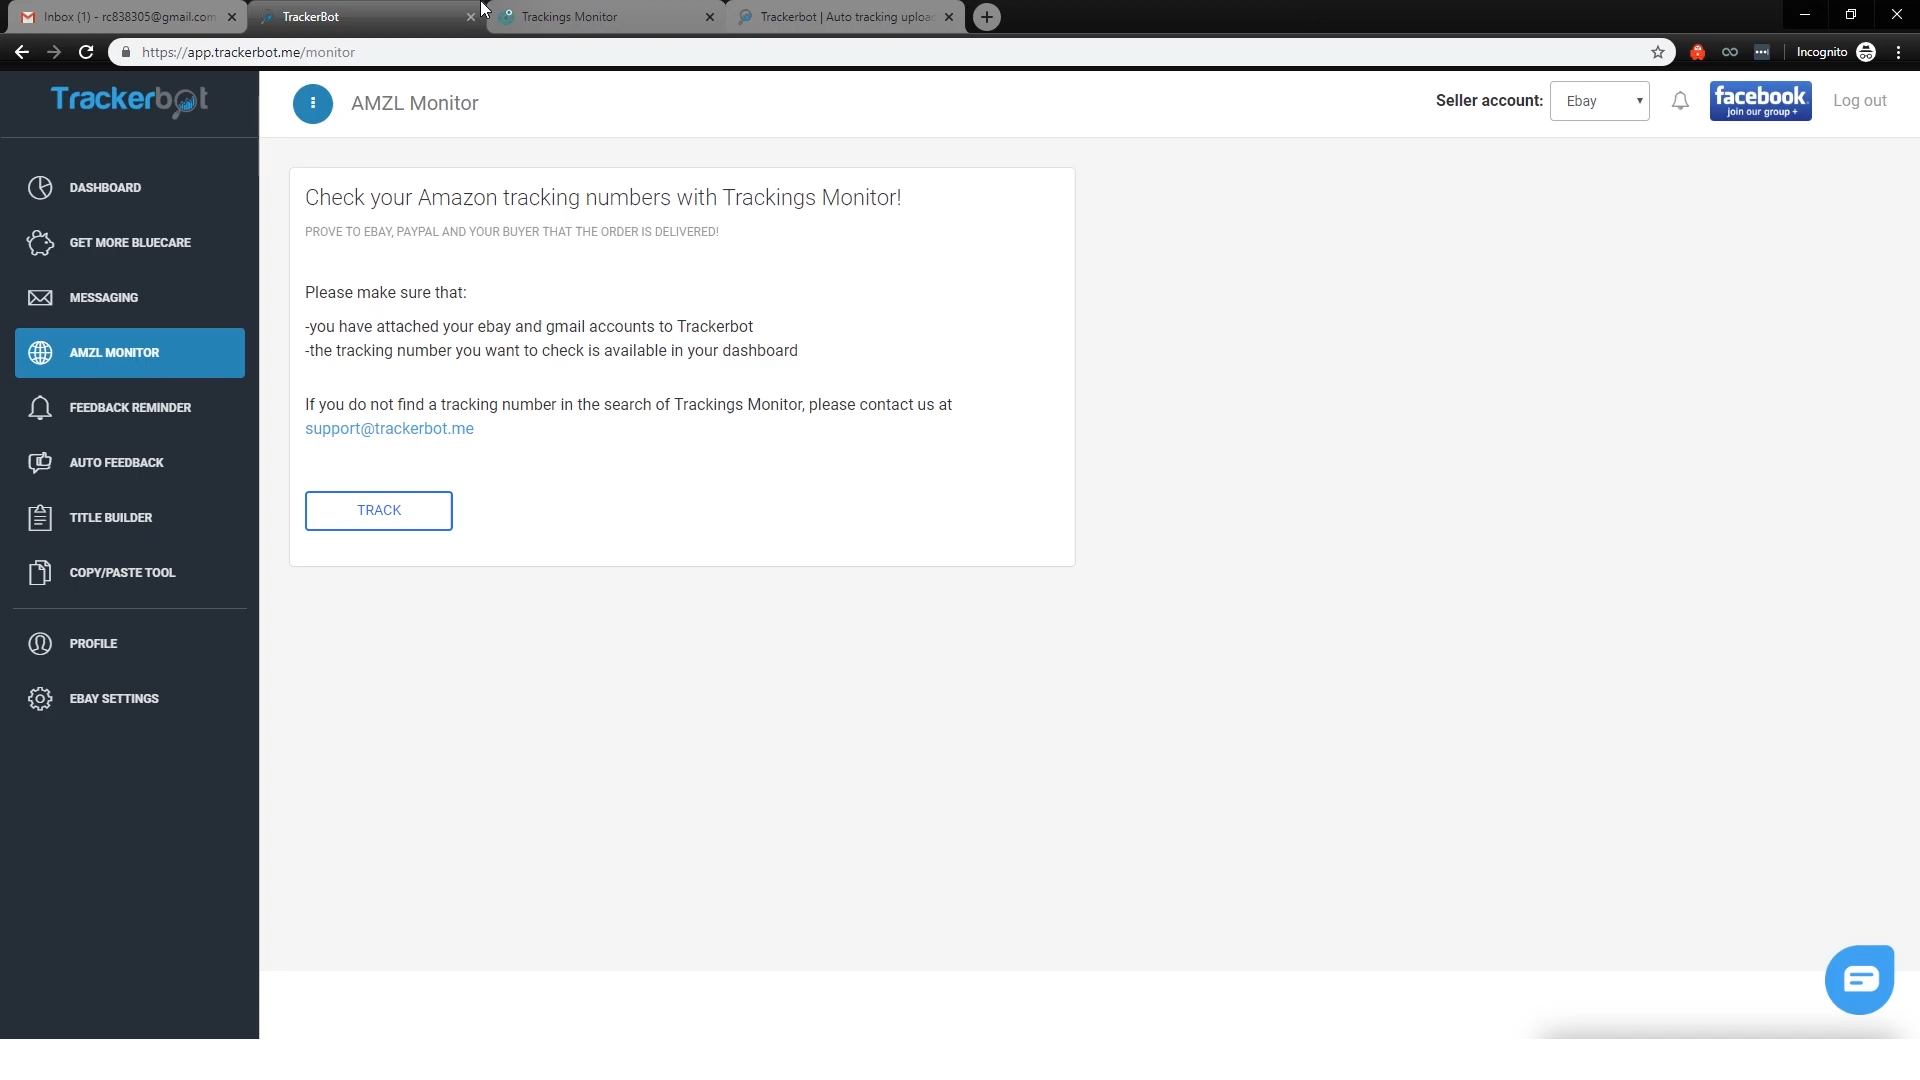 Inbox (1) - rc838305@gmail.com
TrackerBot
Trackings Monitor
Trackerbot | Auto tracking uploa
https://app.trackerbot.me/monitor
Incognito
Trackerbot
AMZL Monitor
Seller account:
Ebay
facebook
join our group +
Log out
DASHBOARD
GET MORE BLUECARE
MESSAGING
AMZL MONITOR
FEEDBACK REMINDER
AUTO FEEDBACK
TITLE BUILDER
COPY/PASTE TOOL
PROFILE
EBAY SETTINGS
Check your Amazon tracking numbers with Trackings Monitor!
PROVE TO EBAY, PAYPAL AND YOUR BUYER THAT THE ORDER IS DELIVERED!
Please make sure that:
-you have attached your ebay and gmail accounts to Trackerbot
-the tracking number you want to check is available in your dashboard
If you do not find a tracking number in the search of Trackings Monitor, please contact us at
support@trackerbot.me
TRACK